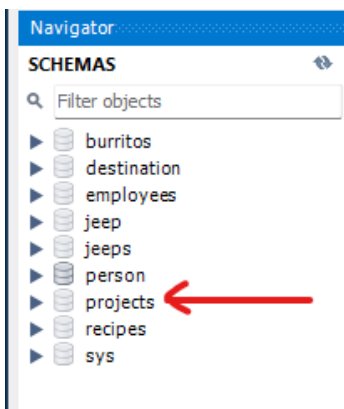 Navigator
SCHEMAS
Filter objects
burritos
destination
employees
jeep
jeeps
person
projects
recipes
sys